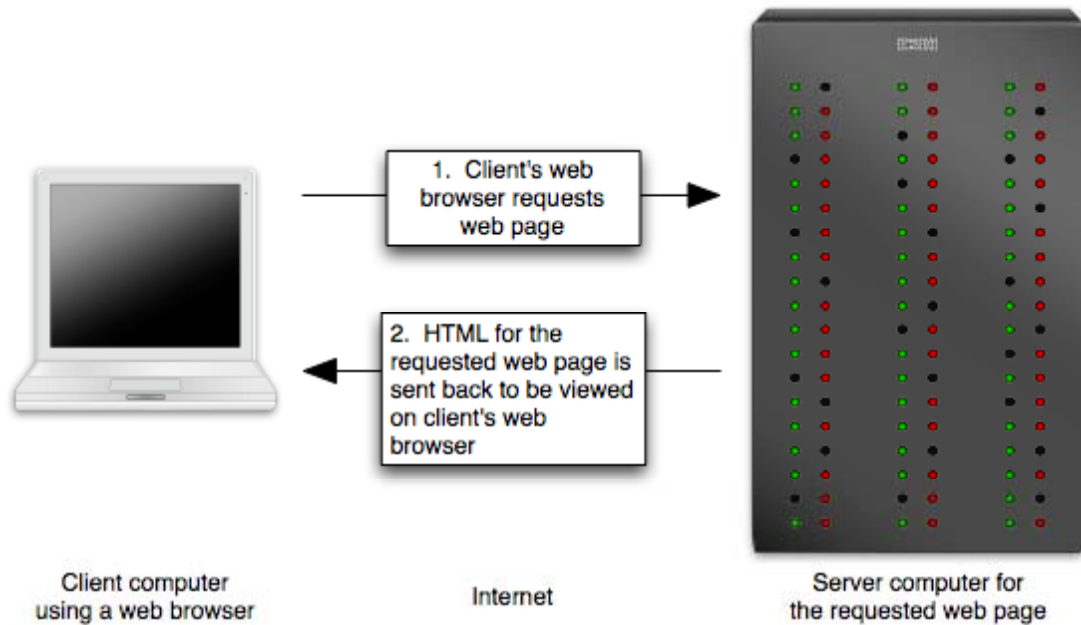 1.  Client's web
browser requests
web page
2.  HTML for the
requested web page is
sent back to be viewed
on client's web
browser
Client computer
using a web browser
Internet
Server computer for
the requested web page